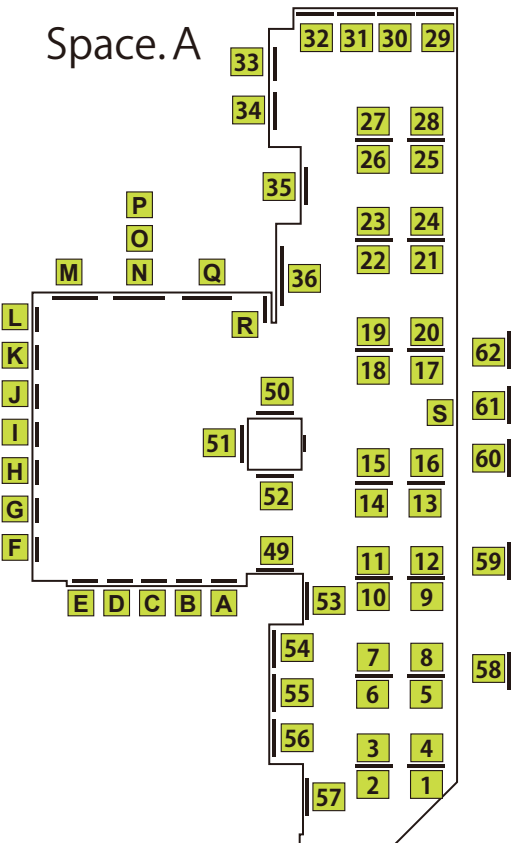 Space. A
32 31 30 29
33
34
27 28
26 25
35
P
23 24
O
22 21
M N Q
36
L R
19 20
K
62
18 17
J
50 S 61
I
51
15 16 60
H
52
14 13
G
F 49
11 12 59
E D C B A 53
10 9
54
7 8
58
55
6 5
56
3 4
57
2 1